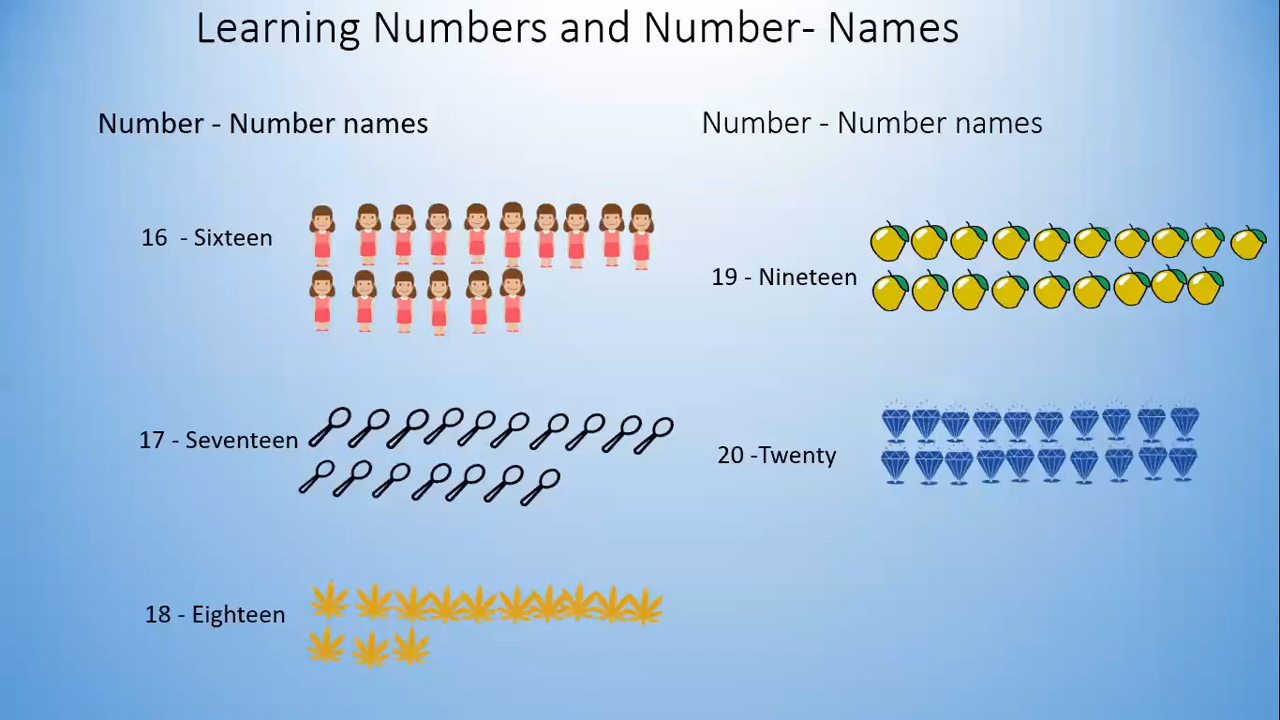 Learning Numbers and Number- Names
Number - Number names
16  - Sixteen
17 - Seventeen
18 - Eighteen
Number - Number names
19 - Nineteen
20 -Twenty